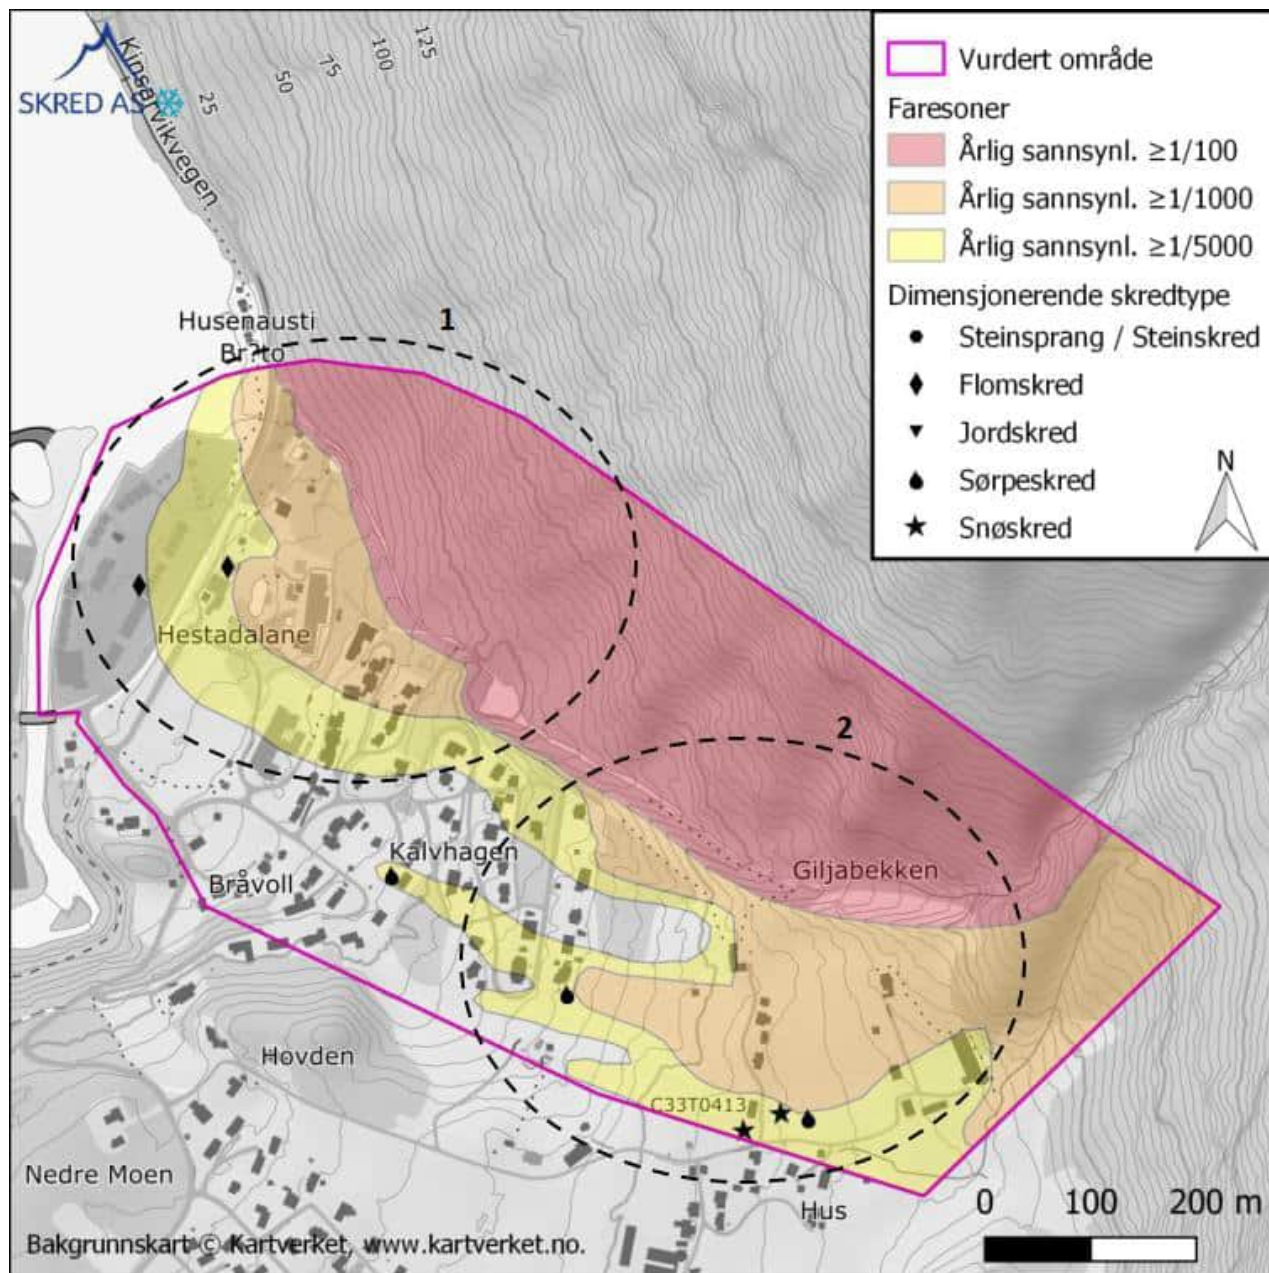 SKRED AS
Kinsarvikvegen
25
50
75
100
125
Vurdert område
Faresoner
Årlig sannsynl. ≥1/100
Årlig sannsynl. ≥1/1000
Årlig sannsynl. ≥1/5000
Dimensjonerende skredtype
Steinsprang / Steinskred
Flomskred
Jordskred
Sørpeskred
Snøskred
N
Husenausti
Br?to
1
Hestadalane
2
Kalvhagen
Giljabekken
Bråvoll
Hovden
C33T0413
Nedre Moen
Hus
0 100 200 m
Bakgrunnskart © Kartverket, www.kartverket.no.